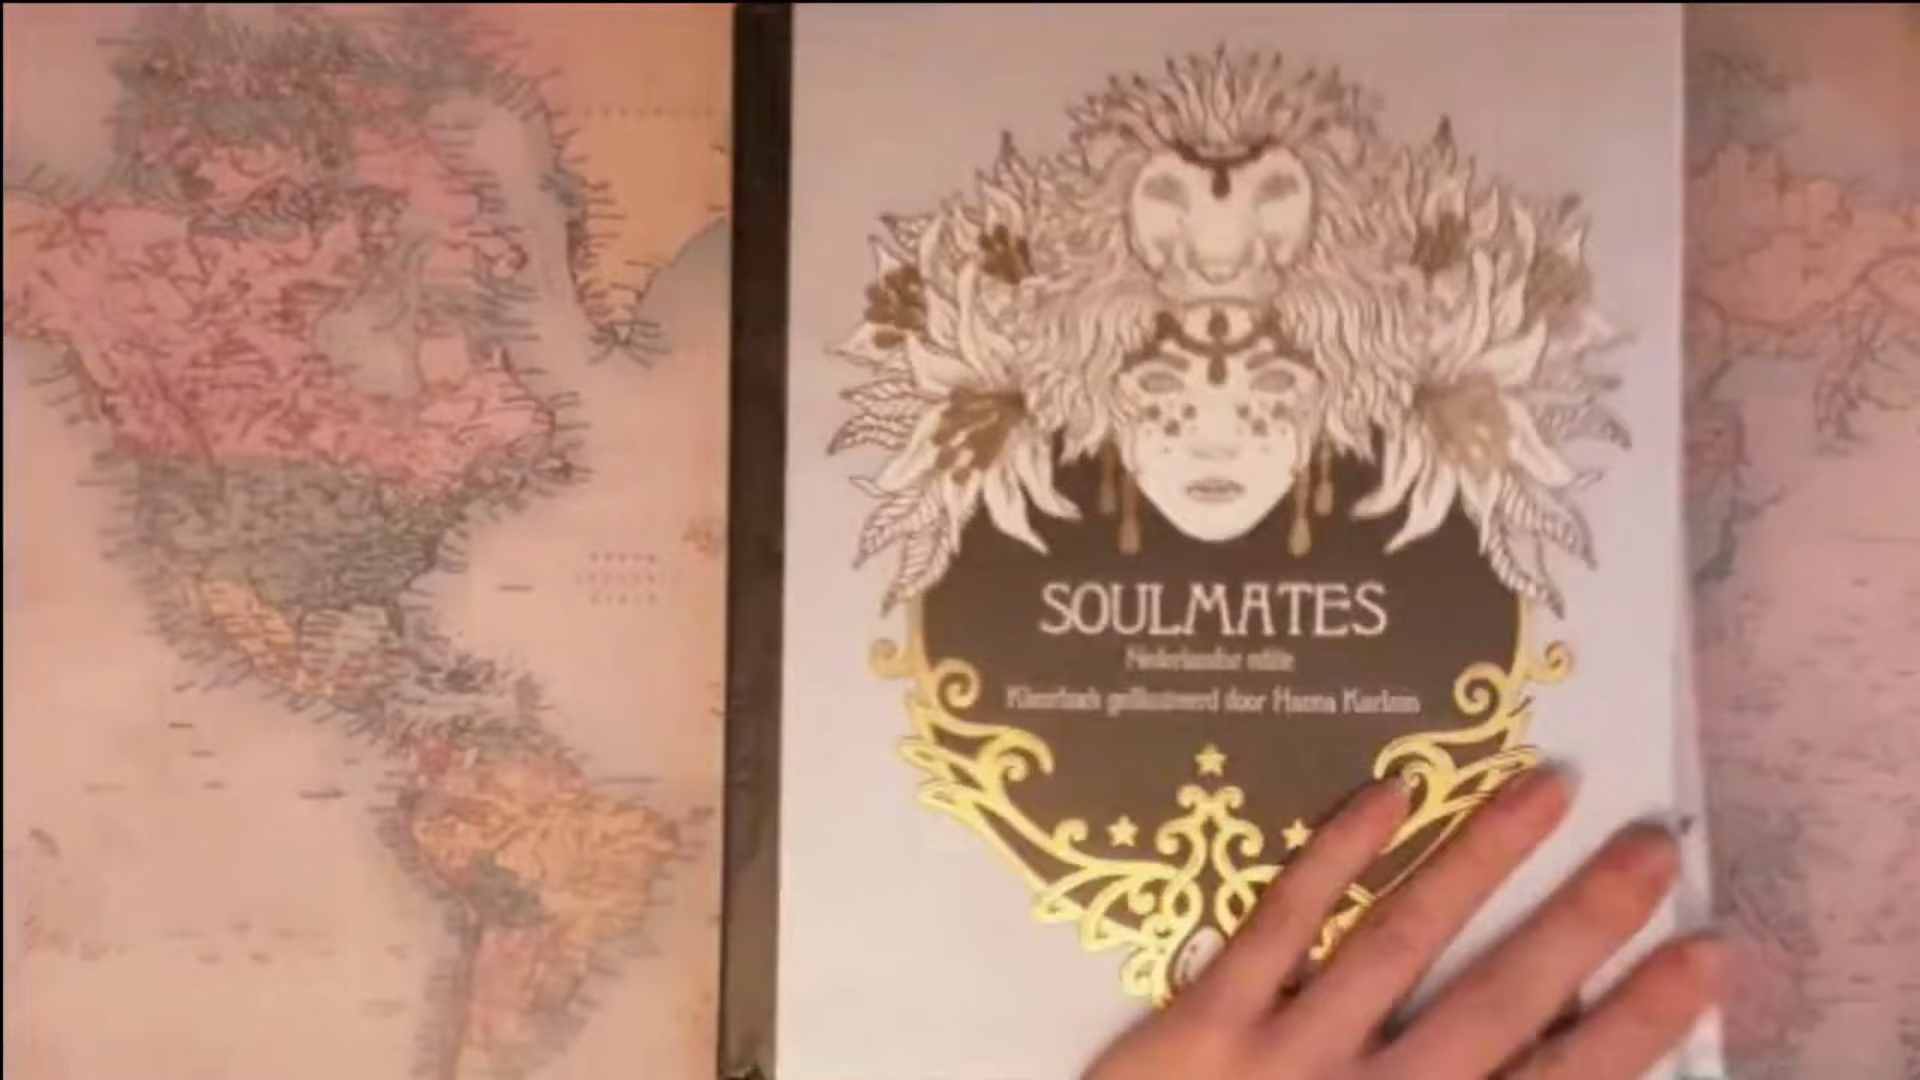 SOULMATES
Nederlandse editie
Kleurboek geïllustreerd door Hanna Karlzon